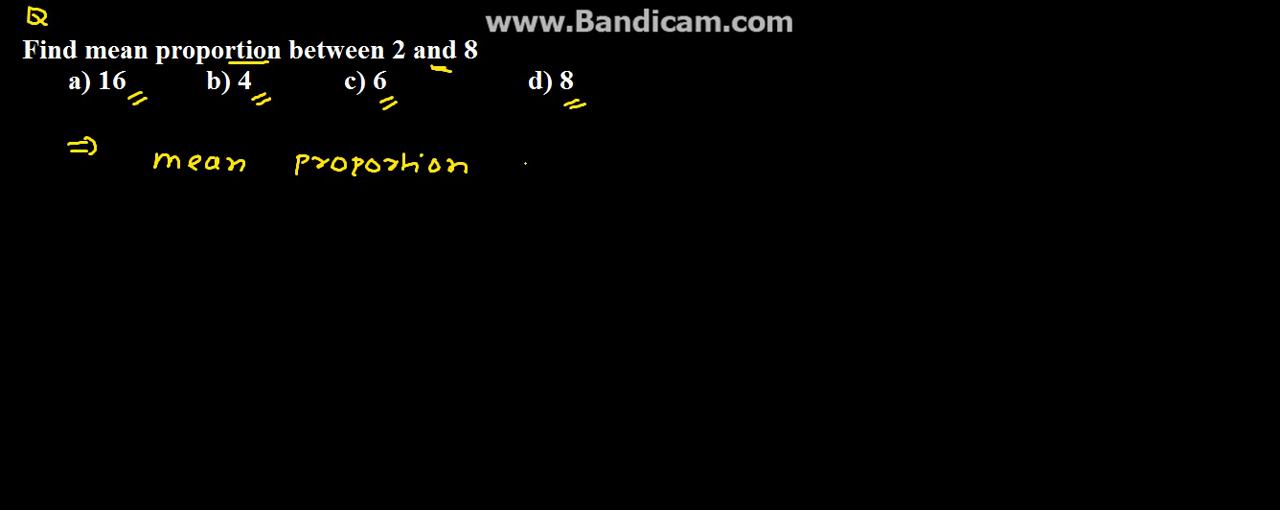 www.Bandicam.com
Q
Find mean proportion between 2 and 8
a) 16 b) 4 c) 6 d) 8
⇒ mean proportion